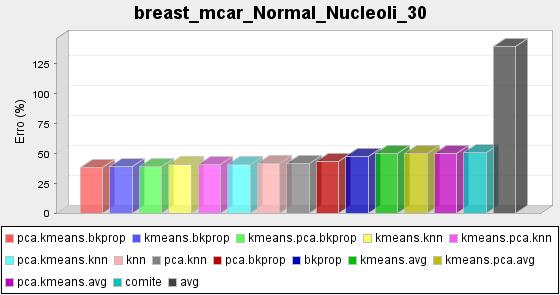 breast_mcar_Normal_Nucleoli_30
Erro (%)
125
100
75
50
25
0
pca.kmeans.bkprop kmeans.bkprop kmeans.pca.bkprop kmeans.knn kmeans.pca.knn
pca.kmeans.knn knn pca.knn pca.bkprop bkprop kmeans.avg kmeans.pca.avg
pca.kmeans.avg comite avg